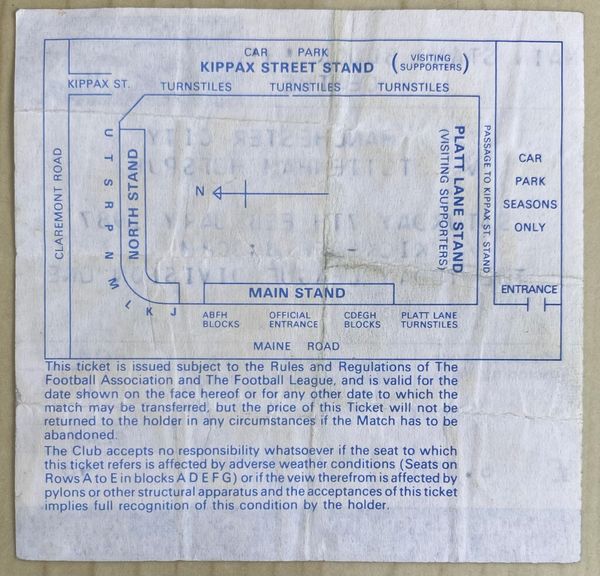 CAR PARK
KIPPAX STREET STAND (VISITING SUPPORTERS)
KIPPAX ST. TURNSTILES TURNSTILES TURNSTILES
CLAREMONT ROAD
U T S R P N M L K J
NORTH STAND
N
PLATT LANE STAND
(VISITING SUPPORTERS)
PASSAGE TO KIPPAX ST. STAND
CAR
PARK
SEASONS
ONLY
ENTRANCE
MAIN STAND
ABFH BLOCKS
OFFICIAL ENTRANCE
CDEGH BLOCKS
PLATT LANE TURNSTILES
MAINE ROAD
This ticket is issued subject to the Rules and Regulations of The
Football Association and The Football League, and is valid for the
date shown on the face hereof or for any other date to which the
match may be transferred, but the price of this Ticket will not be
returned to the holder in any circumstances if the Match has to be
abandoned.
The Club accepts no responsibility whatsoever if the seat to which
this ticket refers is affected by adverse weather conditions (Seats on
Rows A to E in blocks A D E F G) or if the veiw therefrom is affected by
pylons or other structural apparatus and the acceptances of this ticket
implies full recognition of this condition by the holder.